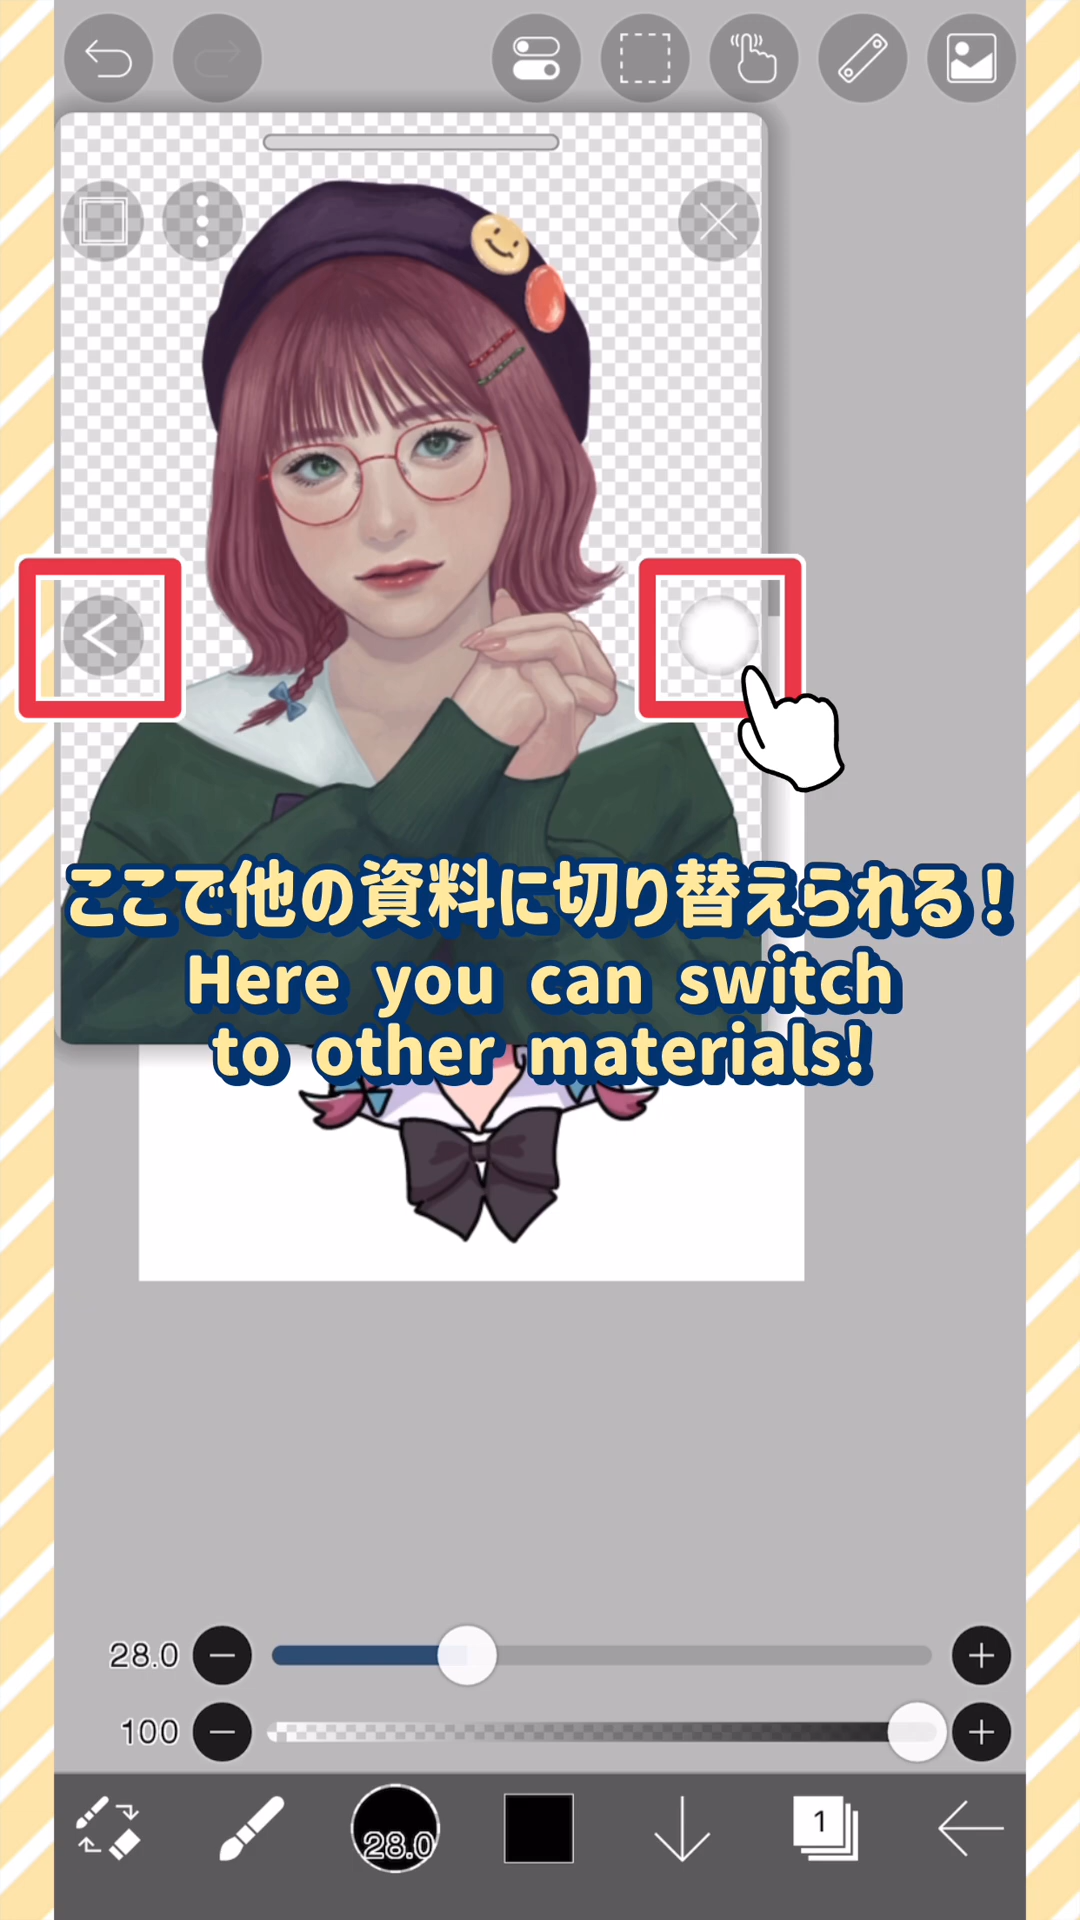 ここで他の資料に切り替えられる！
Here you can switch
to other materials!
28.0
100
28.0
1